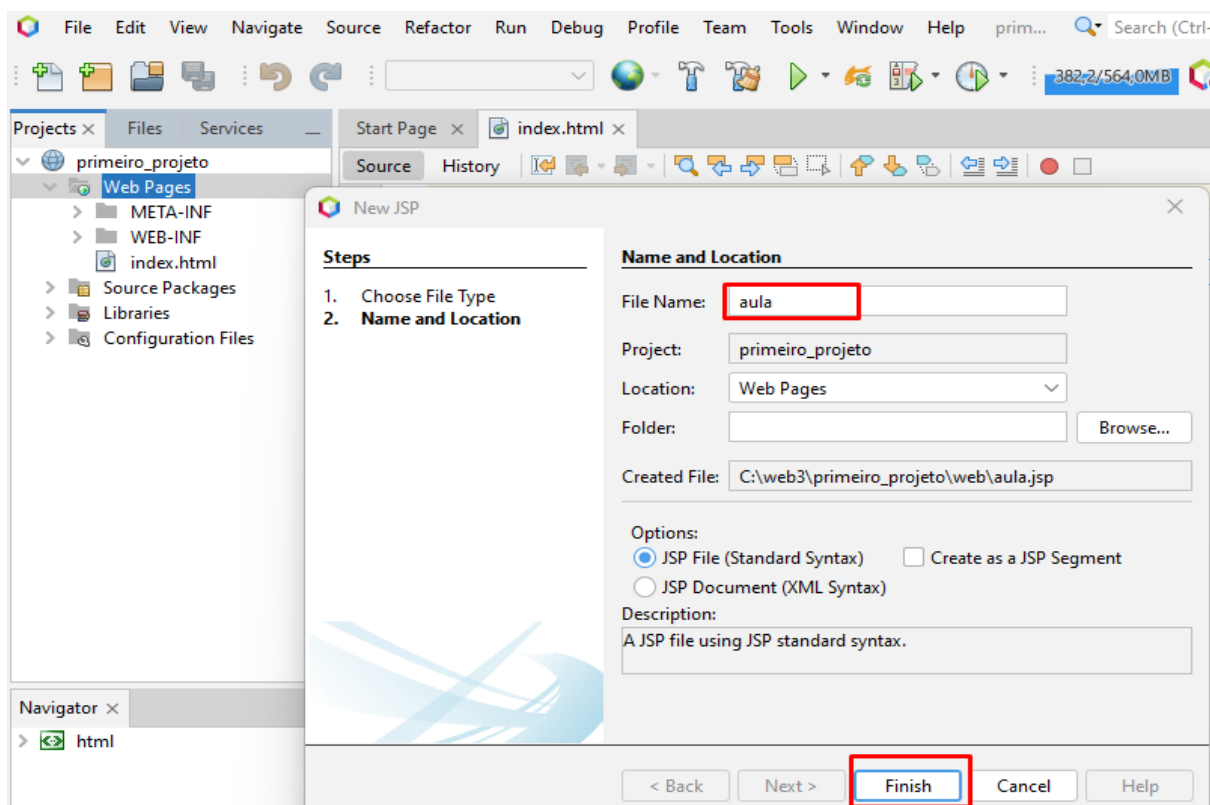 File Edit View Navigate Source Refactor Run Debug Profile Team Tools Window Help prim... Search (Ctrl-
382,2/564,0MB
Projects Files Services
Start Page index.html
primeiro_projeto
Source History
Web Pages
META-INF
WEB-INF
index.html
Source Packages
Libraries
Configuration Files
New JSP
Steps
1. Choose File Type
2. Name and Location
Name and Location
File Name: aula
Project: primeiro_projeto
Location: Web Pages
Folder: Browse...
Created File: C:\web3\primeiro_projeto\web\aula.jsp
Options:
JSP File (Standard Syntax) Create as a JSP Segment
JSP Document (XML Syntax)
Description:
A JSP file using JSP standard syntax.
< Back Next > Finish Cancel Help
Navigator
html